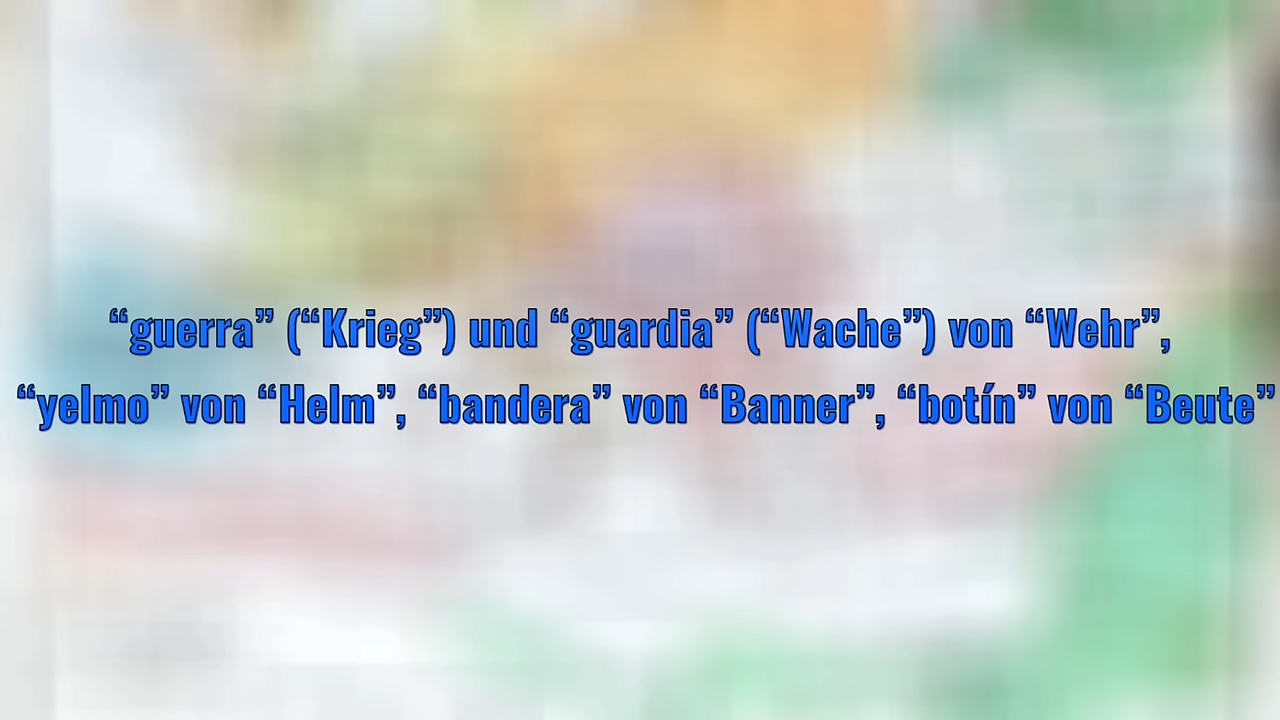 “guerra” (“Krieg”) und “guardia” (“Wache”) von “Wehr”,
“yelmo” von “Helm”, “bandera” von “Banner”, “botín” von “Beute”